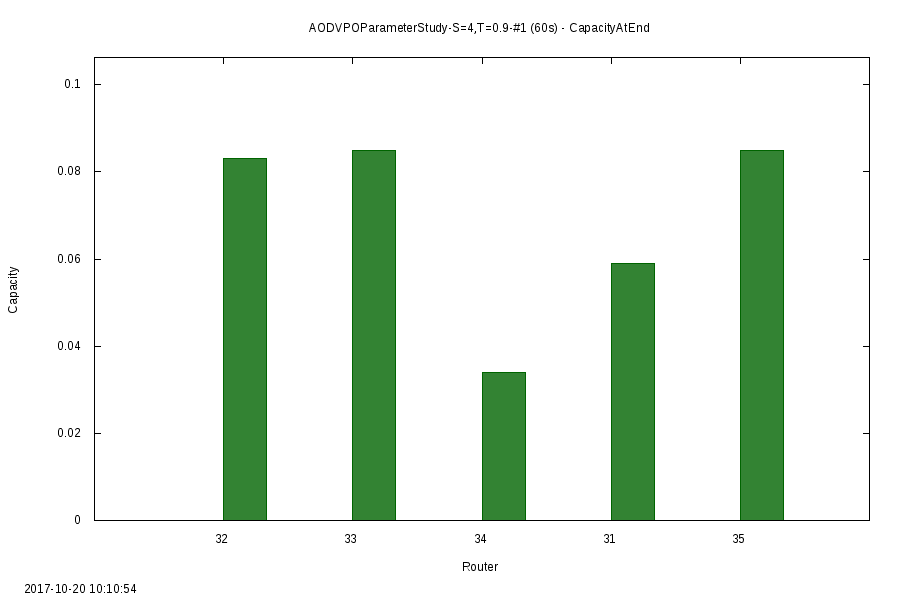 AODVPOParameterStudy-S=4,T=0.9-#1 (60s) - CapacityAtEnd
0.1
0.08
0.06
0.04
0.02
0
Capacity
32 33 34 31 35
Router
2017-10-20 10:10:54